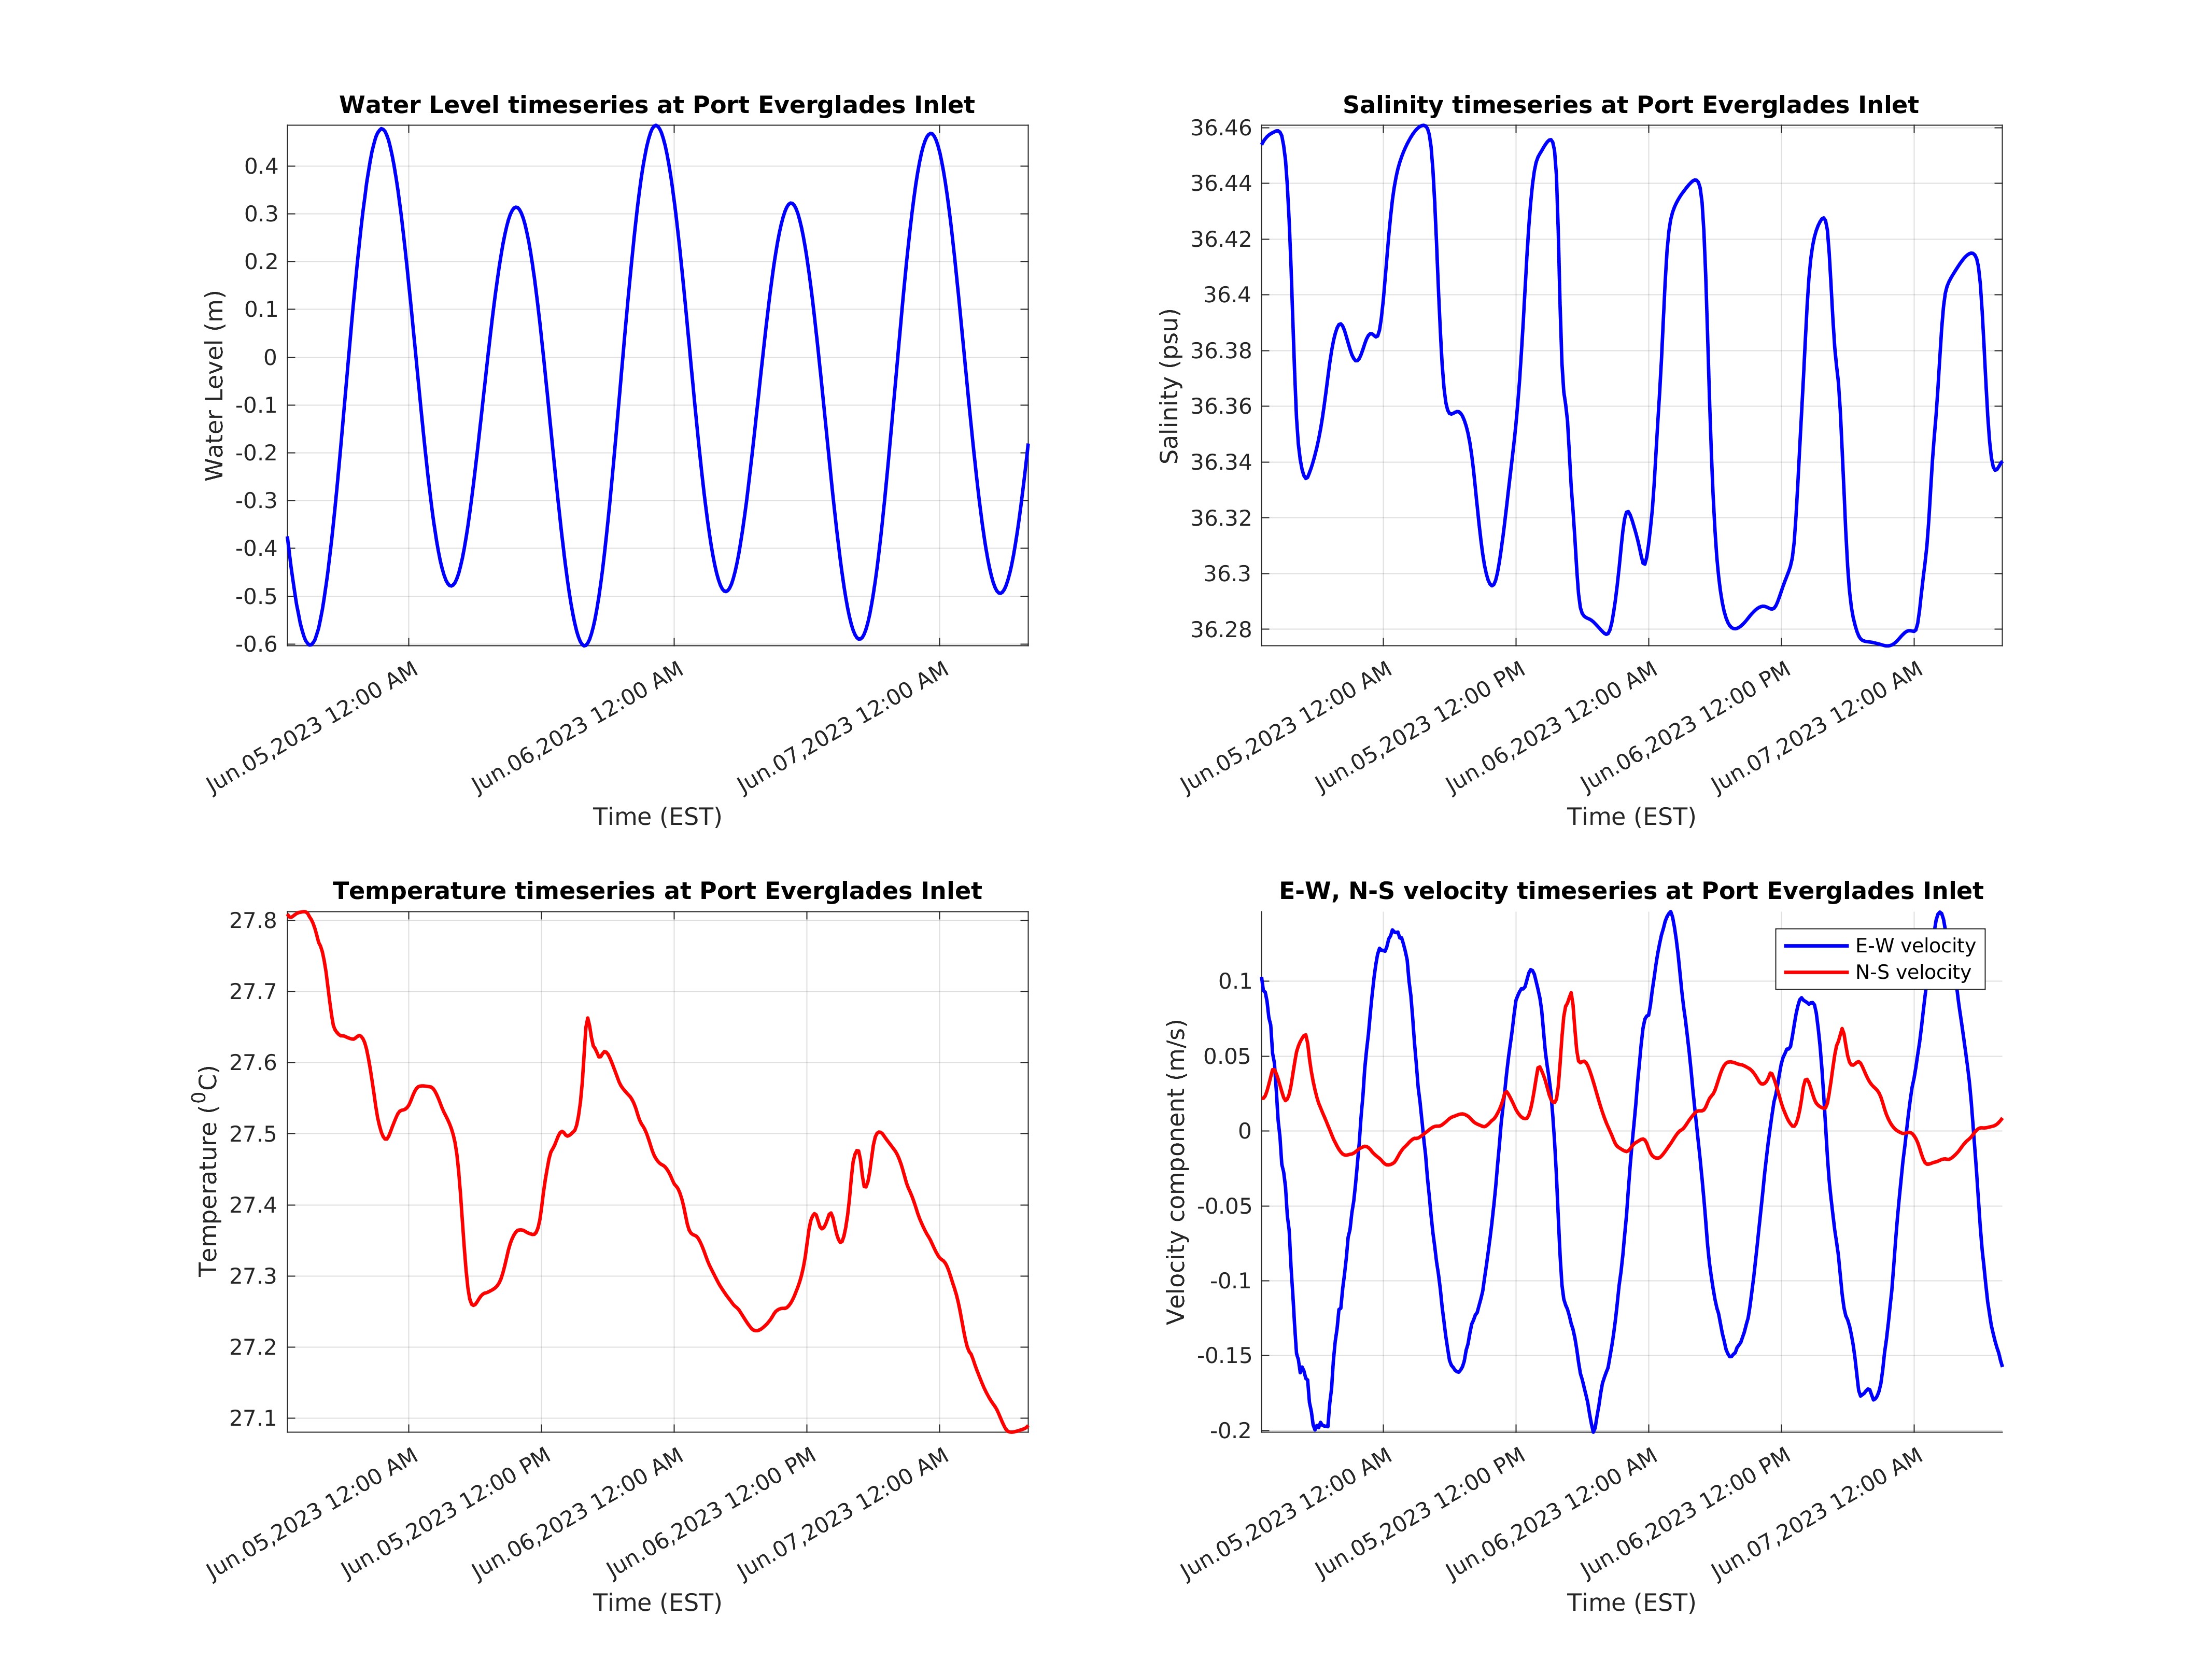 Water Level timeseries at Port Everglades Inlet
0.4
0.3
0.2
0.1
0
-0.1
-0.2
-0.3
-0.4
-0.5
-0.6
Water Level (m)
Jun.05,2023 12:00 AM
Jun.06,2023 12:00 AM
Jun.07,2023 12:00 AM
Time (EST)
Salinity timeseries at Port Everglades Inlet
36.46
36.44
36.42
36.4
36.38
36.36
36.34
36.32
36.3
36.28
Salinity (psu)
Jun.05,2023 12:00 AM
Jun.05,2023 12:00 PM
Jun.06,2023 12:00 AM
Jun.06,2023 12:00 PM
Jun.07,2023 12:00 AM
Time (EST)
Temperature timeseries at Port Everglades Inlet
27.8
27.7
27.6
27.5
27.4
27.3
27.2
27.1
Temperature (⁰C)
Jun.05,2023 12:00 AM
Jun.05,2023 12:00 PM
Jun.06,2023 12:00 AM
Jun.06,2023 12:00 PM
Jun.07,2023 12:00 AM
Time (EST)
E-W, N-S velocity timeseries at Port Everglades Inlet
E-W velocity
N-S velocity
0.1
0.05
0
-0.05
-0.1
-0.15
-0.2
Velocity component (m/s)
Jun.05,2023 12:00 AM
Jun.05,2023 12:00 PM
Jun.06,2023 12:00 AM
Jun.06,2023 12:00 PM
Jun.07,2023 12:00 AM
Time (EST)